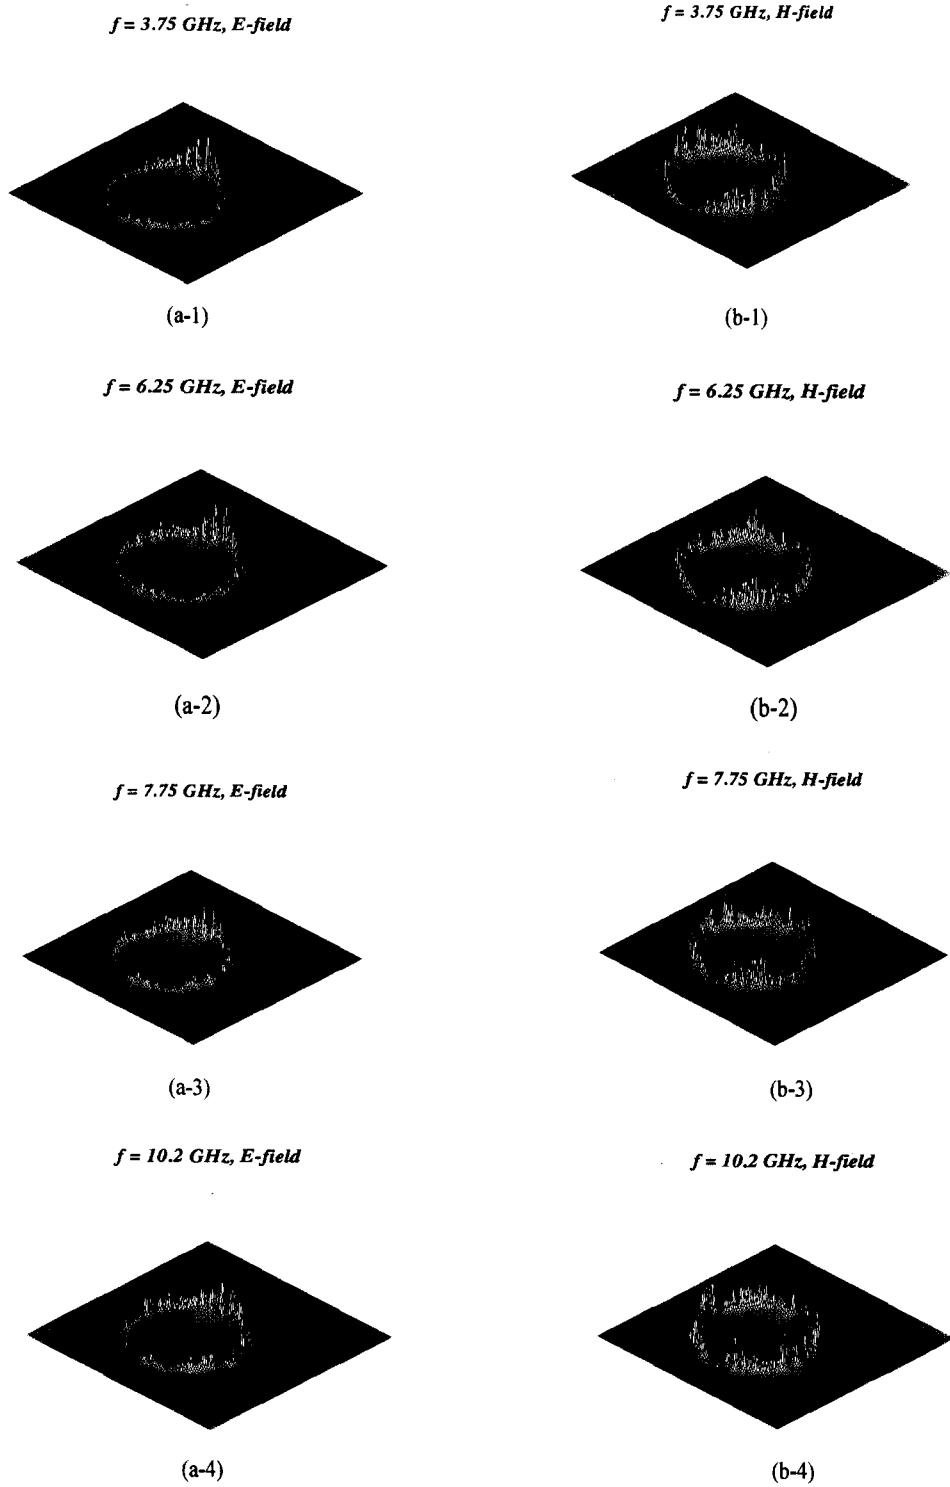 f = 3.75 GHz, E-field
f = 3.75 GHz, H-field
(a-1)
(b-1)
f = 6.25 GHz, E-field
f = 6.25 GHz, H-field
(a-2)
(b-2)
f = 7.75 GHz, E-field
f = 7.75 GHz, H-field
(a-3)
(b-3)
f = 10.2 GHz, E-field
f = 10.2 GHz, H-field
(a-4)
(b-4)